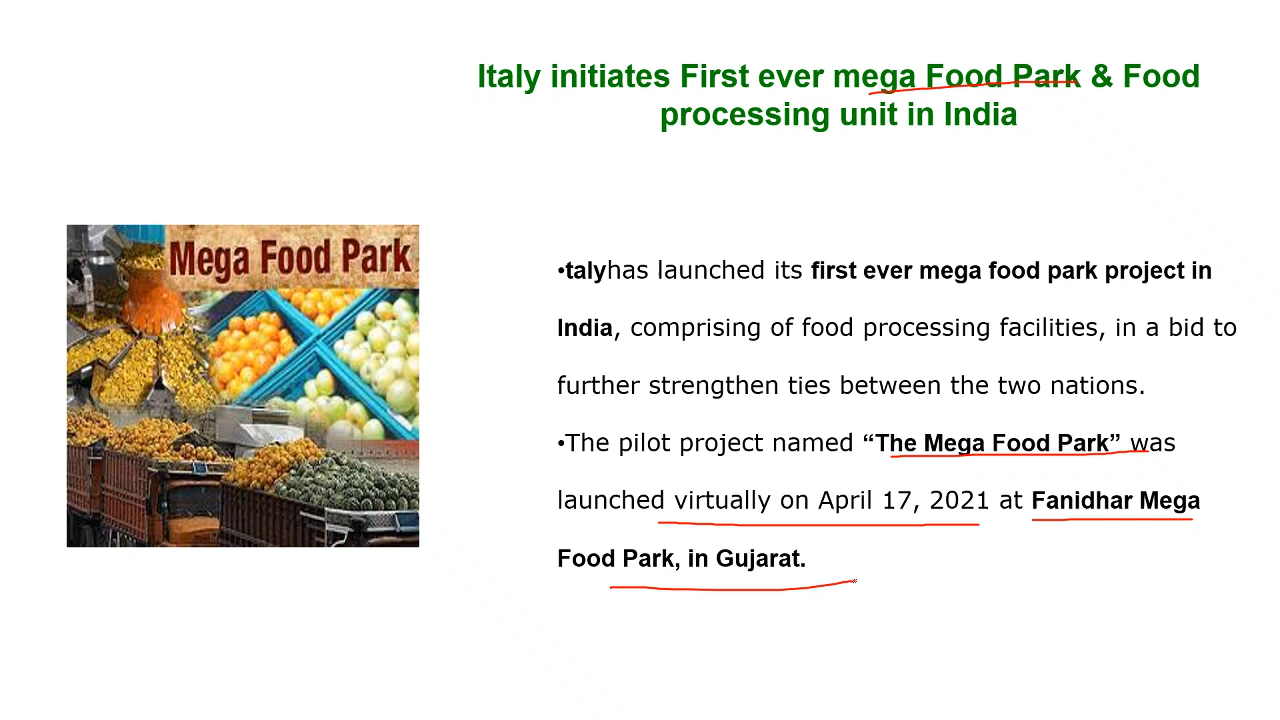 Italy initiates First ever mega Food Park & Food
processing unit in India
Mega Food Park
•talyhas launched its first ever mega food park project in
India, comprising of food processing facilities, in a bid to
further strengthen ties between the two nations.
•The pilot project named “The Mega Food Park” was
launched virtually on April 17, 2021 at Fanidhar Mega
Food Park, in Gujarat.